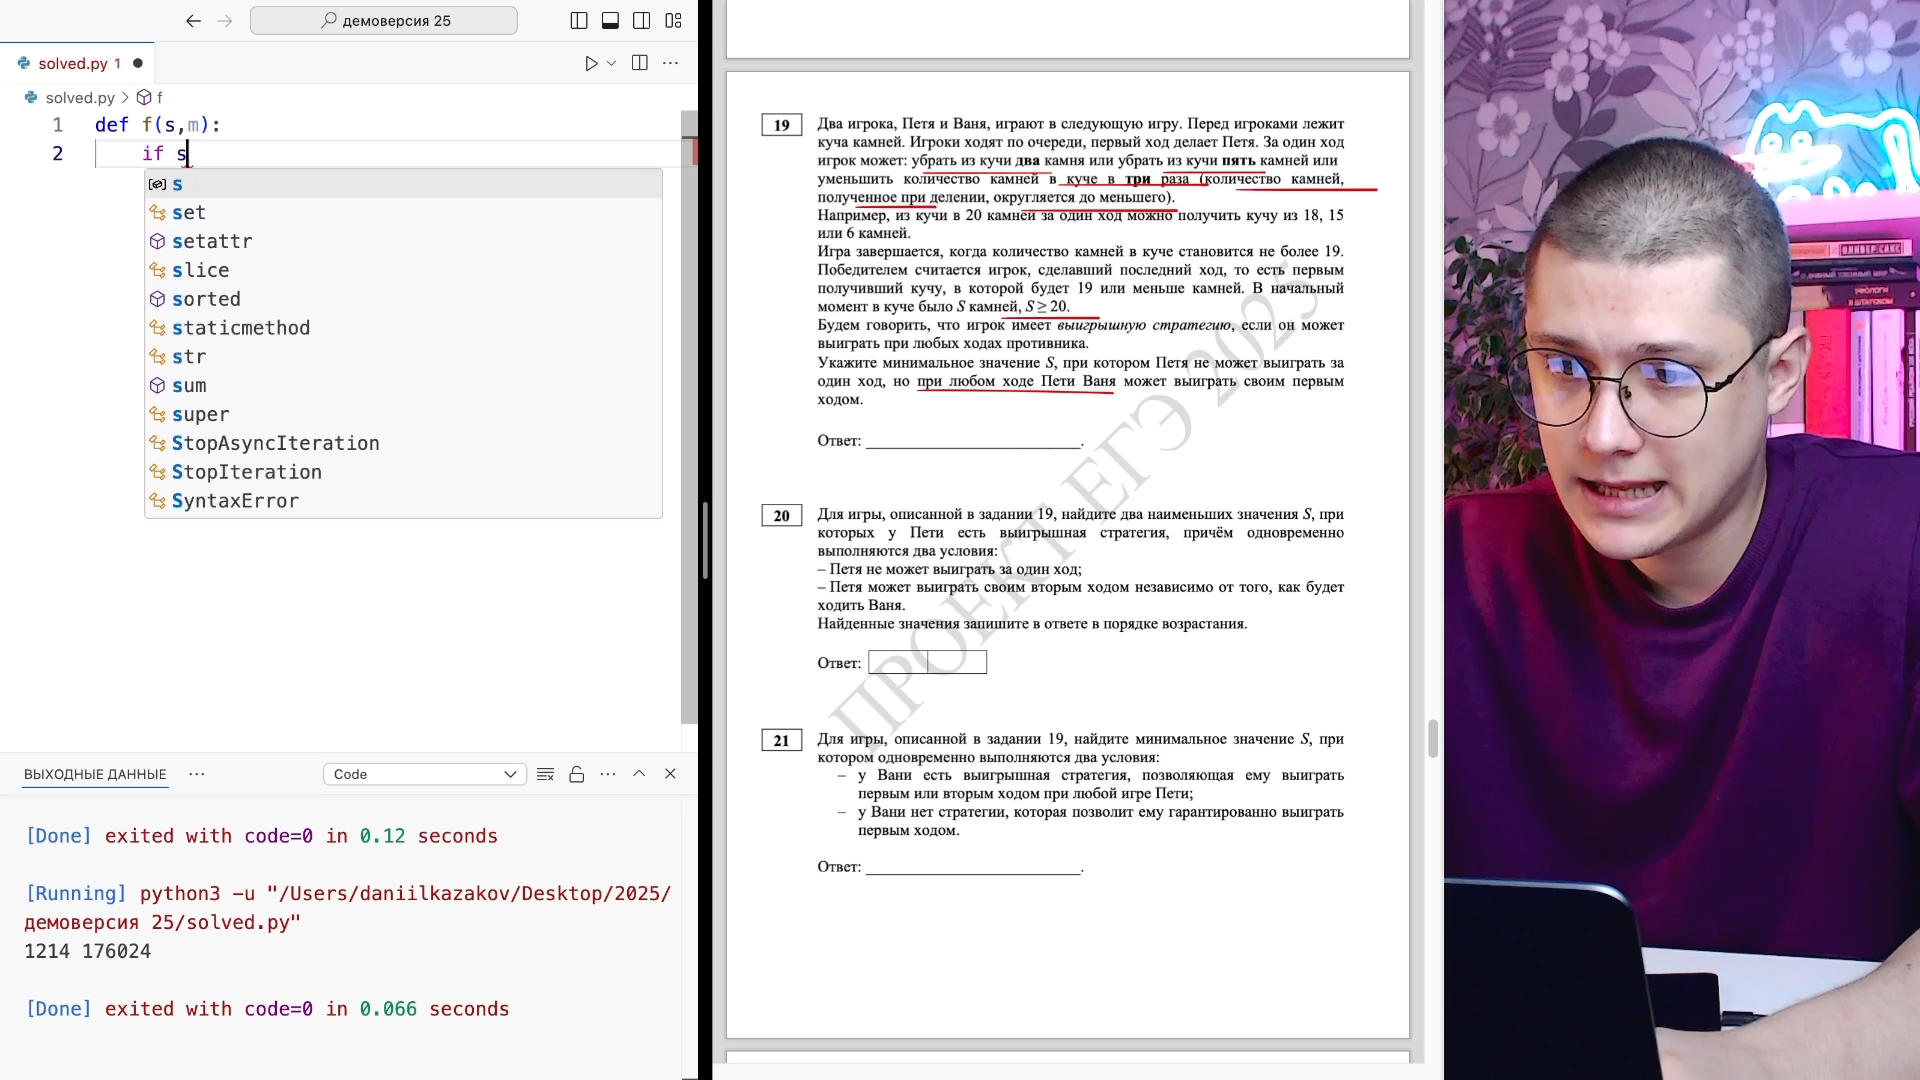 демоверсия 25
solved.py 1
solved.py > f
1 def f(s,m):
2 if s
s
set
setattr
slice
sorted
staticmethod
str
sum
super
StopAsyncIteration
StopIteration
SyntaxError
ВЫХОДНЫЕ ДАННЫЕ
Code
[Done] exited with code=0 in 0.12 seconds
[Running] python3 -u "/Users/daniilkazakov/Desktop/2025/
демоверсия 25/solved.py"
1214 176024
[Done] exited with code=0 in 0.066 seconds
19
Два игрока, Петя и Ваня, играют в следующую игру. Перед игроками лежит
куча камней. Игроки ходят по очереди, первый ход делает Петя. За один ход
игрок может: убрать из кучи два камня или убрать из кучи пять камней или
уменьшить количество камней в куче в три раза (количество камней,
полученное при делении, округляется до меньшего).
Например, из кучи в 20 камней за один ход можно получить кучу из 18, 15
или 6 камней.
Игра завершается, когда количество камней в куче становится не более 19.
Победителем считается игрок, сделавший последний ход, то есть первым
получивший кучу, в которой будет 19 или меньше камней. В начальный
момент в куче было S камней, S ≥ 20.
Будем говорить, что игрок имеет выигрышную стратегию, если он может
выиграть при любых ходах противника.
Укажите минимальное значение S, при котором Петя не может выиграть за
один ход, но при любом ходе Пети Ваня может выиграть своим первым
ходом.
Ответ: ____________________________.
20
Для игры, описанной в задании 19, найдите два наименьших значения S, при
которых у Пети есть выигрышная стратегия, причём одновременно
выполняются два условия:
– Петя не может выиграть за один ход;
– Петя может выиграть своим вторым ходом независимо от того, как будет
ходить Ваня.
Найденные значения запишите в ответе в порядке возрастания.
Ответ:
21
Для игры, описанной в задании 19, найдите минимальное значение S, при
котором одновременно выполняются два условия:
– у Вани есть выигрышная стратегия, позволяющая ему выиграть
первым или вторым ходом при любой игре Пети;
– у Вани нет стратегии, которая позволит ему гарантированно выиграть
первым ходом.
Ответ: ____________________________.
ПРОЕКТ ЕГЭ 2025
ОЛИВЕР САКС